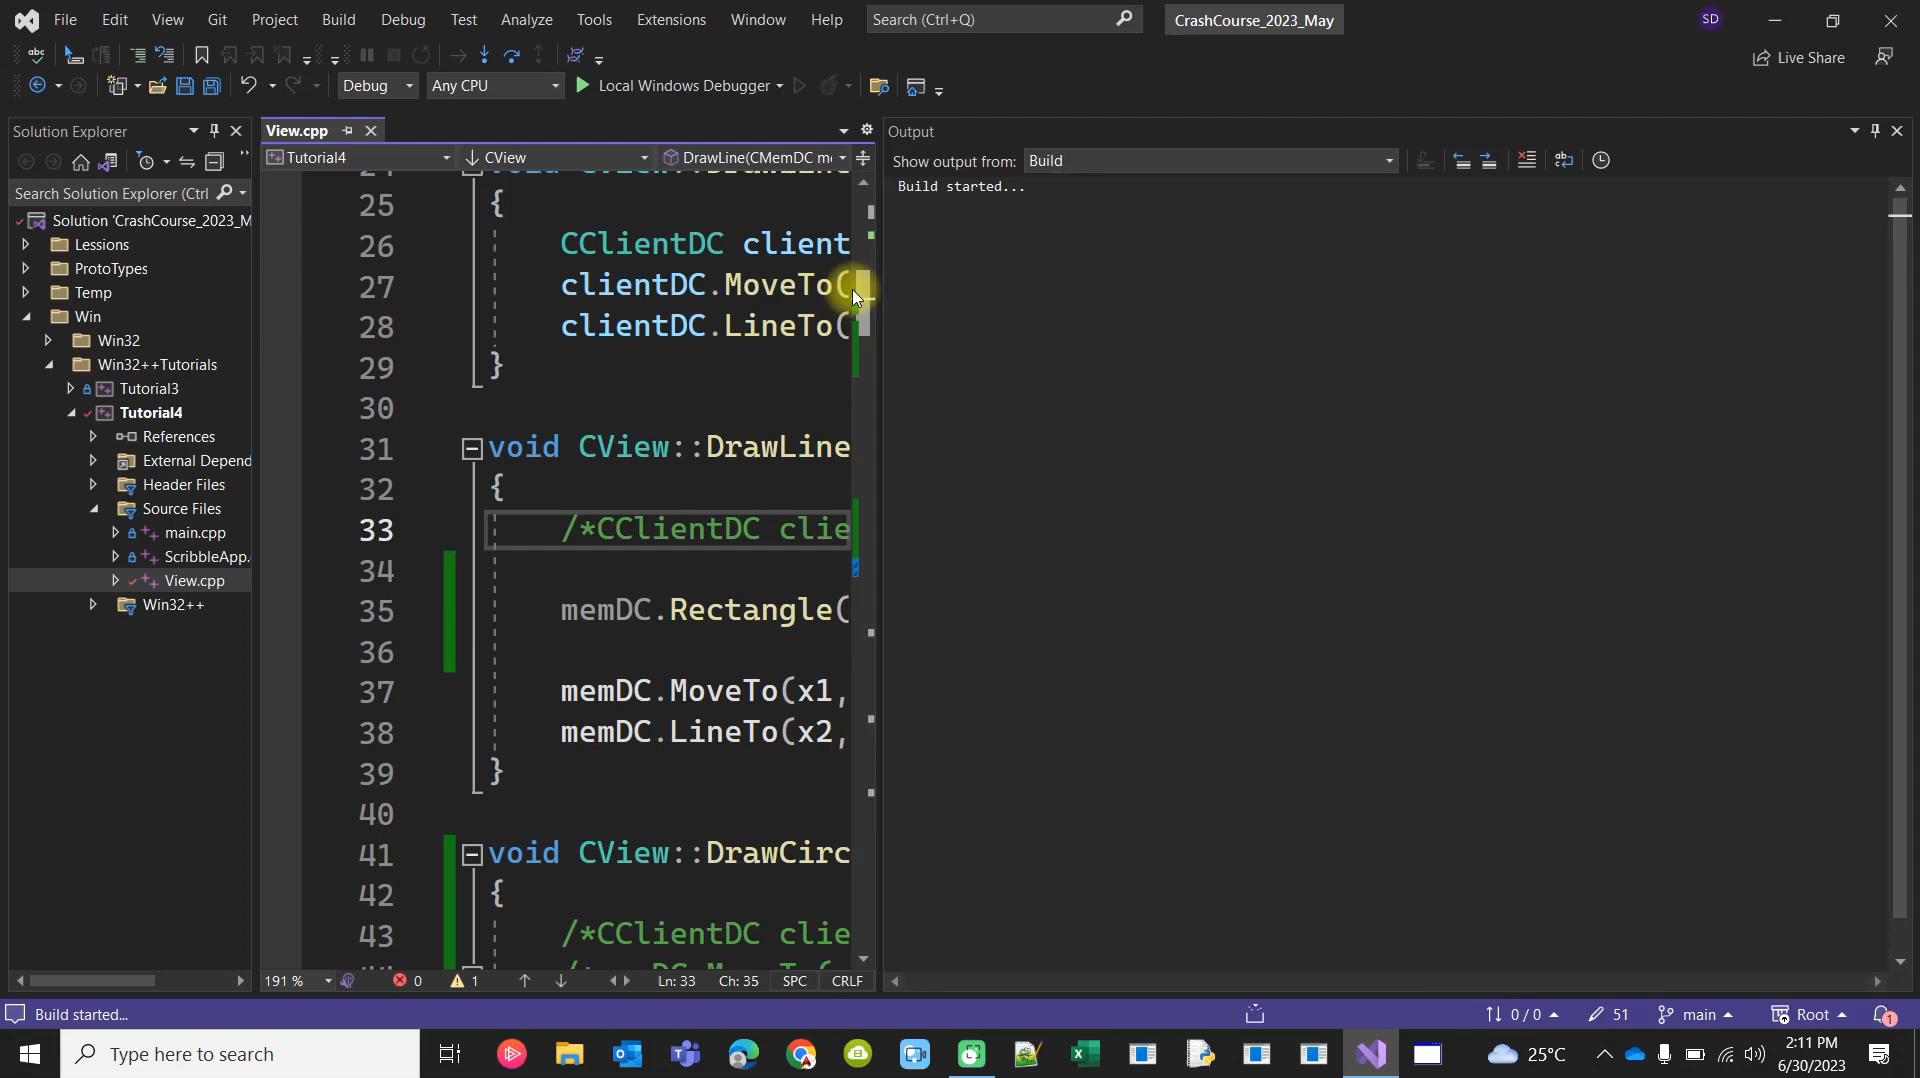 File Edit View Git Project Build Debug Test Analyze Tools Extensions Window Help Search (Ctrl+Q) CrashCourse_2023_May SD
Live Share
Debug Any CPU Local Windows Debugger
Solution Explorer View.cpp Output
Tutorial4 CView DrawLine(CMemDC Show output from: Build
Search Solution Explorer (Ctrl Build started...
Solution 'CrashCourse_2023_M
Lessions
ProtoTypes
Temp
Win
Win32
Win32++Tutorials
Tutorial3
Tutorial4
References
External Depend
Header Files
Source Files
main.cpp
ScribbleApp.
View.cpp
Win32++
25 {
26 CClientDC client
27 clientDC.MoveTo(
28 clientDC.LineTo(
29 }
30
31 void CView::DrawLine
32 {
33 /*CClientDC clie
34
35 memDC.Rectangle(
36
37 memDC.MoveTo(x1,
38 memDC.LineTo(x2,
39 }
40
41 void CView::DrawCirc
42 {
43 /*CClientDC clie
191 % 0 1 Ln: 33 Ch: 35 SPC CRLF
Build started... 0 / 0 51 main Root 1
Type here to search 25°C 2:11 PM
6/30/2023